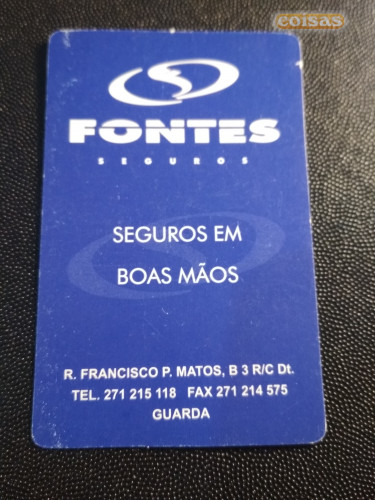 coisas
FONTES
SEGUROS
SEGUROS EM
BOAS MÃOS
R. FRANCISCO P. MATOS, B 3 R/C Dt.
TEL. 271 215 118 FAX 271 214 575
GUARDA